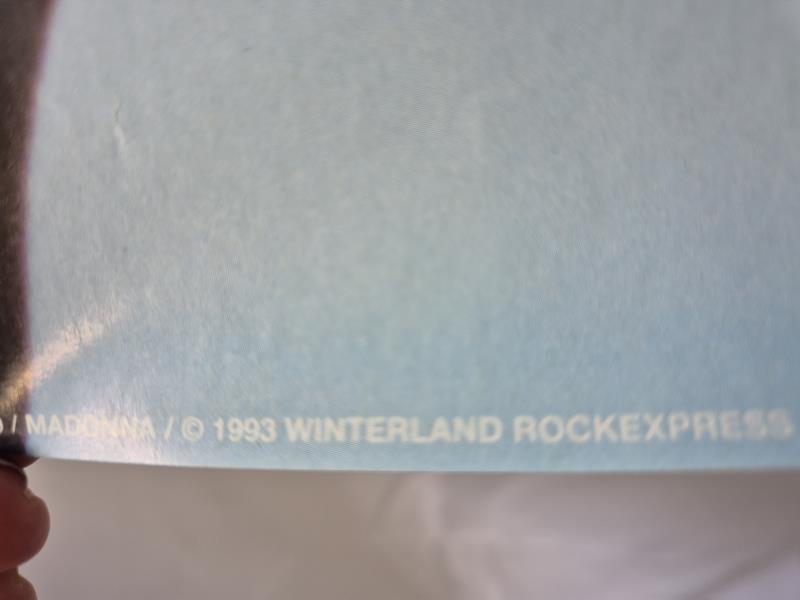 / MADONNA / © 1993 WINTERLAND ROCKEXPRESS